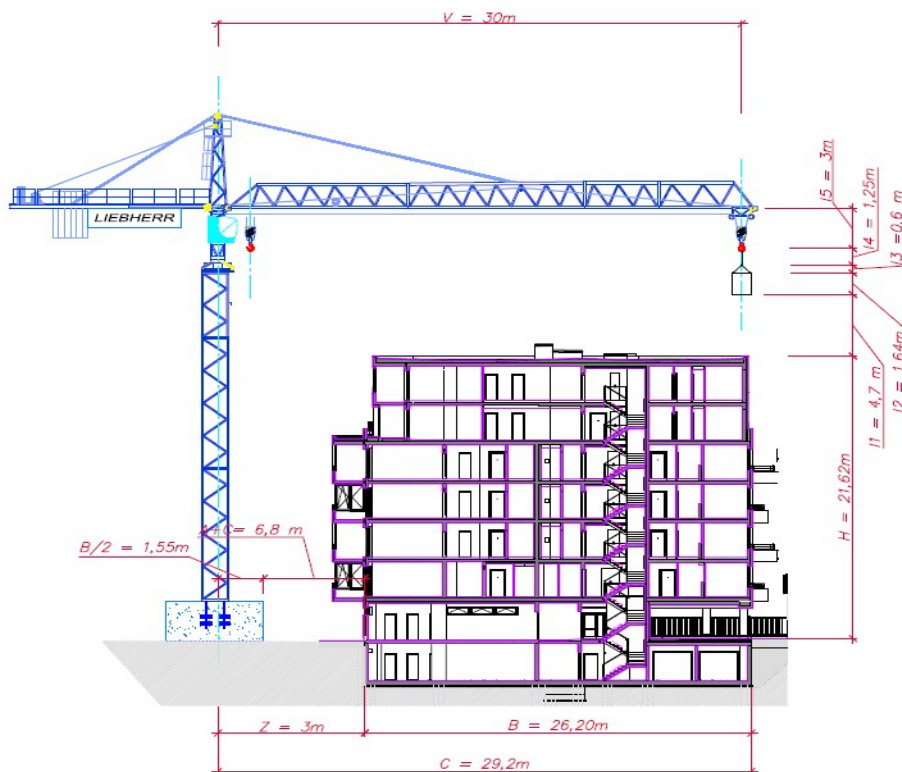 V = 30m
LIEBHERR
l5 = 3m
l4 = 1,25m
l3 =0,6 m
l2 = 1,64m
l1 = 4,7 m
H = 21,62m
A+C= 6,8 m
B/2 = 1,55m
Z = 3m
B = 26,20m
C = 29,2m